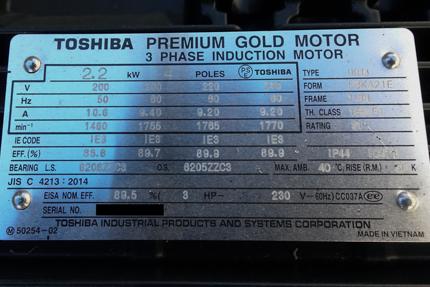 TOSHIBA PREMIUM GOLD MOTOR
3 PHASE INDUCTION MOTOR
2.2 kW 4 POLES TOSHIBA TYPE
V 200 220 FORM
Hz 50 60 60 60 FRAME
A 10.6 9.40 9.20 9.20 TH. CLASS
min⁻¹ 1460 1755 1765 1770 RATING
IE CODE IE3 IE3 IE3 IE3
EFF.(%) 89.7 89.9 89.9 IP44
BEARING L.S. 6206ZZC3 O.S. 6205ZZC3 MAX. AMB. 40 °C, RISE (R.M.) K
JIS C 4213 : 2014
EISA NOM. EFF. 89.5 % ( 3 HP- 230 V-60Hz) CC037A ene
SERIAL NO.
TOSHIBA INDUSTRIAL PRODUCTS AND SYSTEMS CORPORATION
M 50254-02 MADE IN VIETNAM